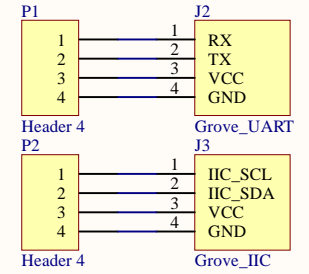 P1 J2
1 1 RX
2 2 TX
3 3 VCC
4 4 GND
Header 4 Grove_UART
P2 J3
1 1 IIC_SCL
2 2 IIC_SDA
3 3 VCC
4 4 GND
Header 4 Grove_IIC